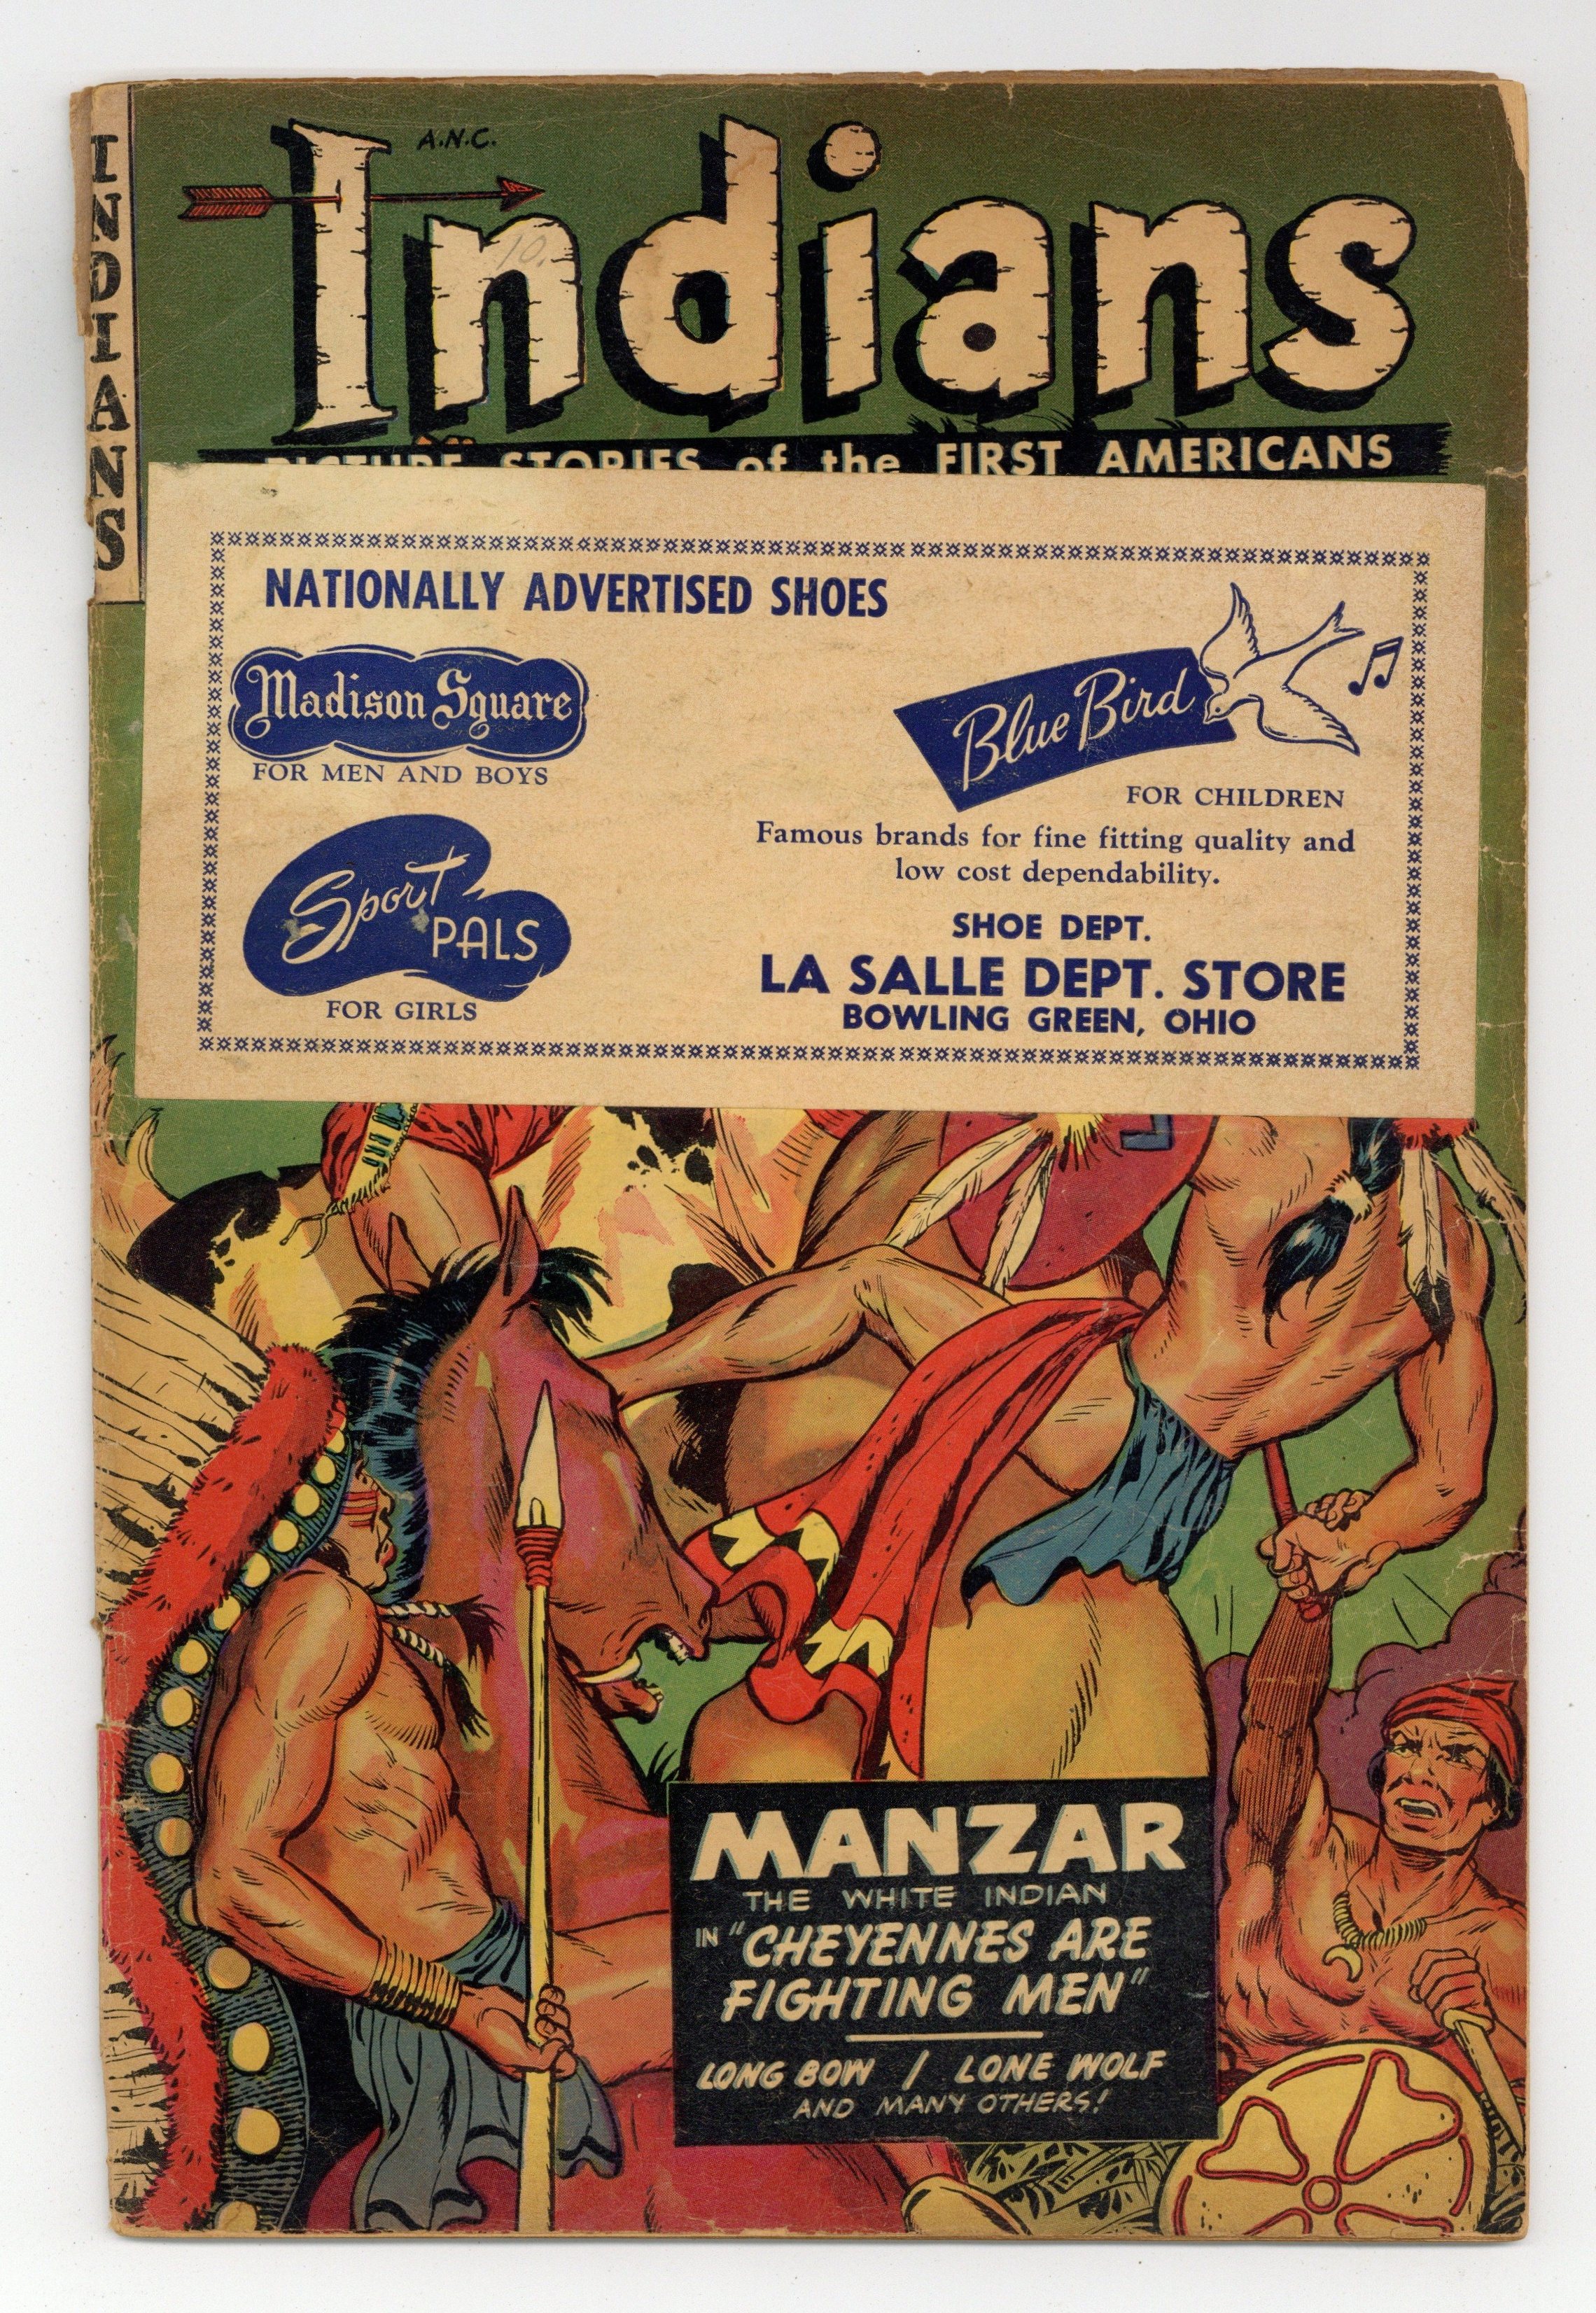 INDIANS
A.N.C.
Indians
10.
PICTURE STORIES of the FIRST AMERICANS
NATIONALLY ADVERTISED SHOES
Madison Square
FOR MEN AND BOYS
Sport
PALS
FOR GIRLS
Blue Bird
FOR CHILDREN
Famous brands for fine fitting quality and
low cost dependability.
SHOE DEPT.
LA SALLE DEPT. STORE
BOWLING GREEN, OHIO
MANZAR
THE WHITE INDIAN
IN "CHEYENNES ARE
FIGHTING MEN"
LONG BOW / LONE WOLF
AND MANY OTHERS!